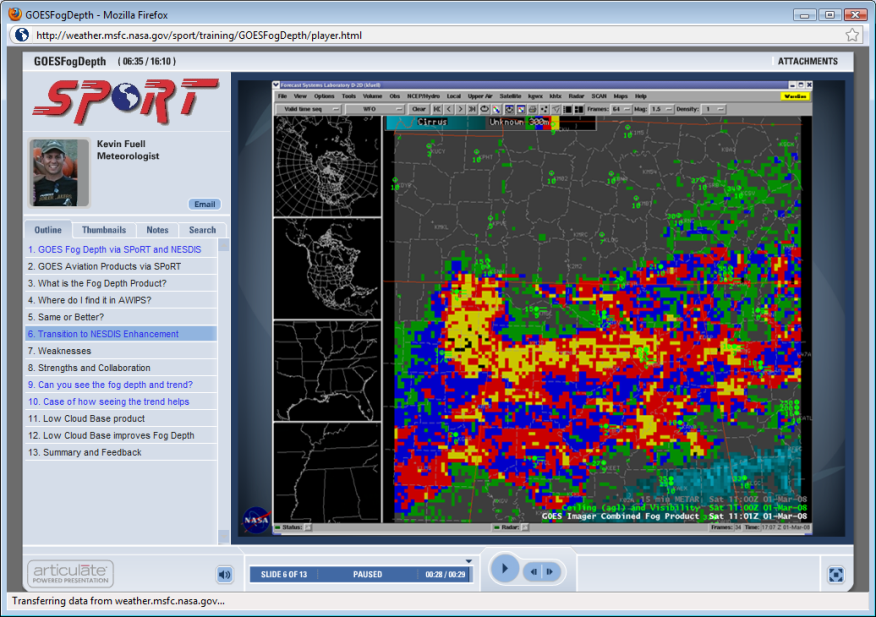 GOESFogDepth - Mozilla Firefox
http://weather.msfc.nasa.gov/sport/training/GOESFogDepth/player.html
GOESFogDepth ( 06:35 / 16:10 )
ATTACHMENTS
SPoRT
Kevin Fuell
Meteorologist
Email
Outline Thumbnails Notes Search
1. GOES Fog Depth via SPoRT and NESDIS
2. GOES Aviation Products via SPoRT
3. What is the Fog Depth Product?
4. Where do I find it in AWIPS?
5. Same or Better?
6. Transition to NESDIS Enhancement
7. Weaknesses
8. Strengths and Collaboration
9. Can you see the fog depth and trend?
10. Case of how seeing the trend helps
11. Low Cloud Base product
12. Low Cloud Base improves Fog Depth
13. Summary and Feedback
File View Options Tools Volume Obs NCEP/Hydro Local Upper Air Satellite kgwx khtx Radar SCAN Maps Help
Valid time seq WFO Clear Frames: 64 Mag: 1.5 Density: 1
Cirrus Unknown 300m
15 min METAR Sat 11:00Z 01-Mar-08
Ceiling (agl) and Visibility Sat 11:00Z 01-Mar-08
GOES Imager Combined Fog Product Sat 11:01Z 01-Mar-08
Status: Radar: Frames: 34 Time: 17:07 Z 01-Mar-08
NASA
articulate
POWERED PRESENTATION
SLIDE 6 OF 13 PAUSED 00:28 / 00:29
Transferring data from weather.msfc.nasa.gov...